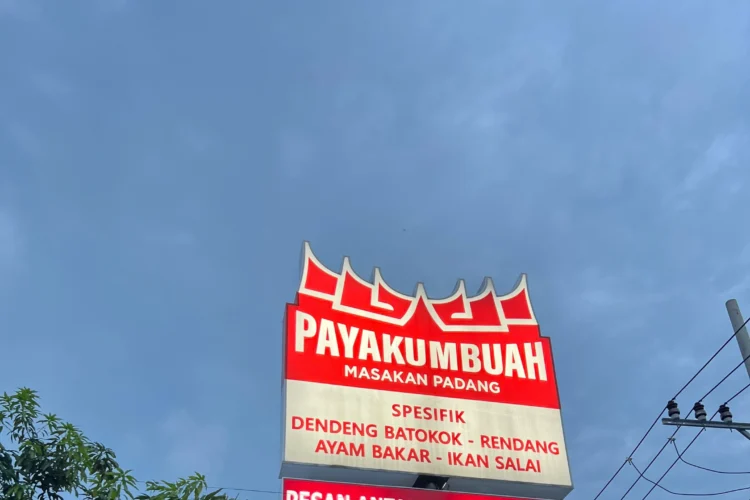 PAYAKUMBUAH
MASAKAN PADANG
SPESIFIK
DENDENG BATOKOK - RENDANG
AYAM BAKAR - IKAN SALAI